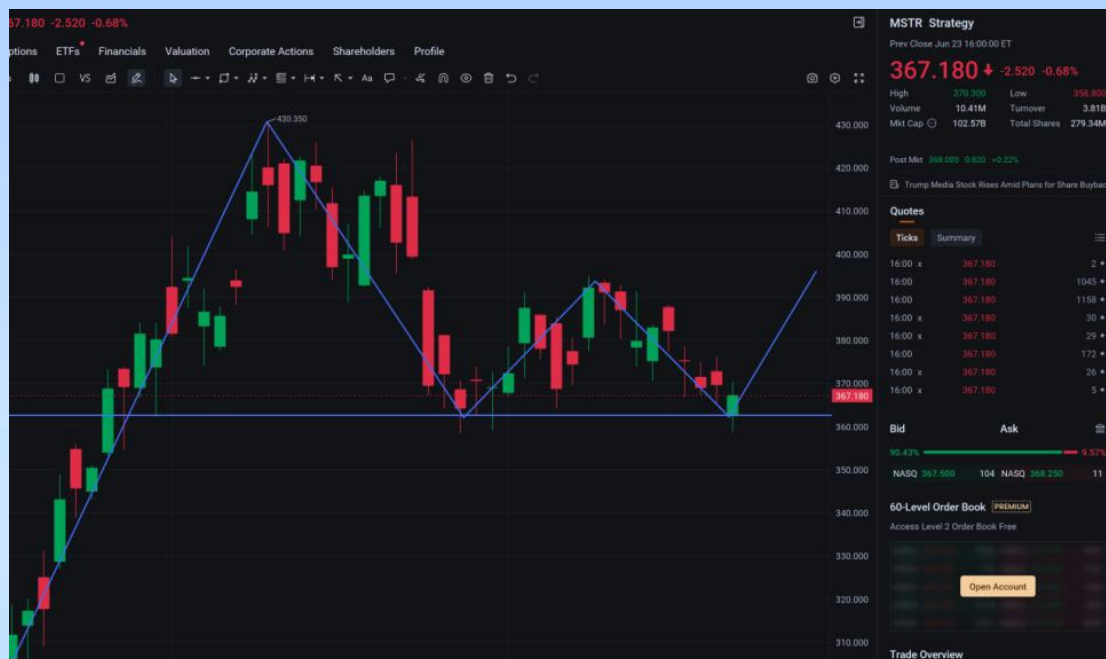 67.180 -2.520 -0.68%
ptions ETFs Financials Valuation Corporate Actions Shareholders Profile
VS Aa
430.350
430.000
420.000
410.000
400.000
390.000
380.000
370.000
367.180
360.000
350.000
340.000
330.000
320.000
310.000
MSTR Strategy
Prev Close Jun 23 16:00:00 ET
367.180 -2.520 -0.68%
High 370.300 Low 358.600
Volume 10.41M Turnover 3.81B
Mkt Cap 102.57B Total Shares 279.34M
Post Mkt 368.000 0.820 +0.22%
Trump Media Stock Rises Amid Plans for Share Buybac
Quotes
Ticks Summary
16:00 x 367.180 2
16:00 367.180 1045
16:00 367.180 1158
16:00 x 367.180 30
16:00 x 367.180 29
16:00 367.180 172
16:00 x 367.180 26
16:00 x 367.180 5
Bid Ask
90.43% 9.57%
NASQ 367.500 104 NASQ 368.250 11
60-Level Order Book PREMIUM
Access Level 2 Order Book Free
Open Account
Trade Overview